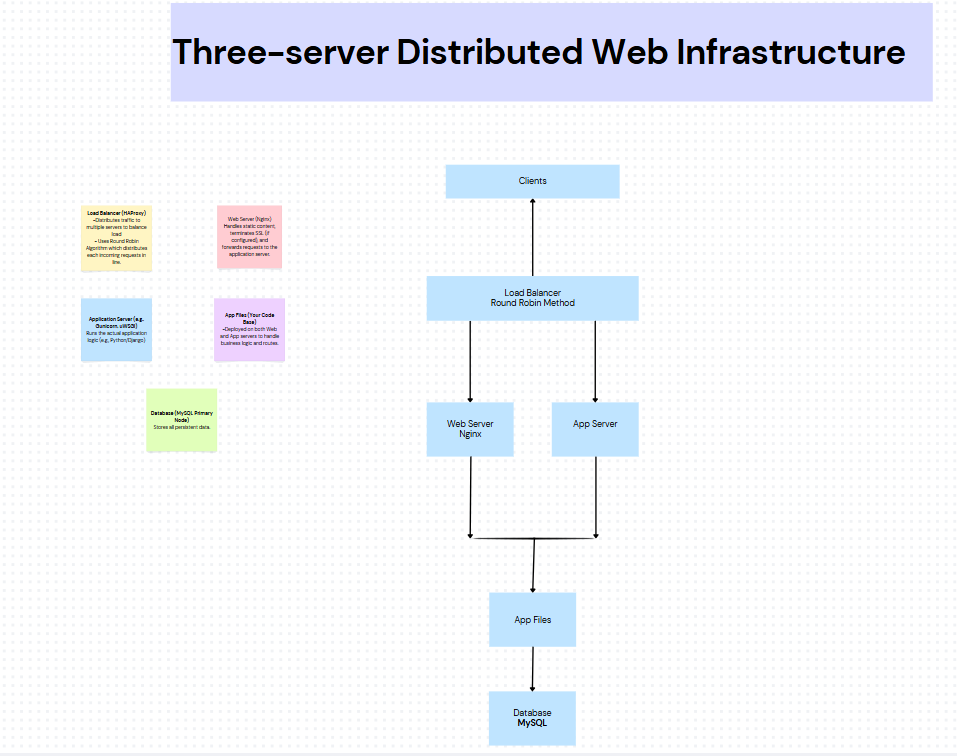 Three-server Distributed Web Infrastructure
Clients
Load Balancer (HAProxy)
-Distributes traffic to
multiple servers to balance
load
- Uses Round Robin
Algorithm which distributes
each incoming requests in
line.
Web Server (Nginx)
Handles static content,
terminates SSL (if
configured), and
forwards requests to the
application server.
Load Balancer
Round Robin Method
Application Server (e.g.
Gunicorn, uWSGI)
Runs the actual application
logic (e.g., Python/Django)
App Files (Your Code
Base)
-Deployed on both Web
and App servers to handle
business logic and routes.
Database (MySQL Primary
Node)
Stores all persistent data.
Web Server
Nginx
App Server
App Files
Database
MySQL